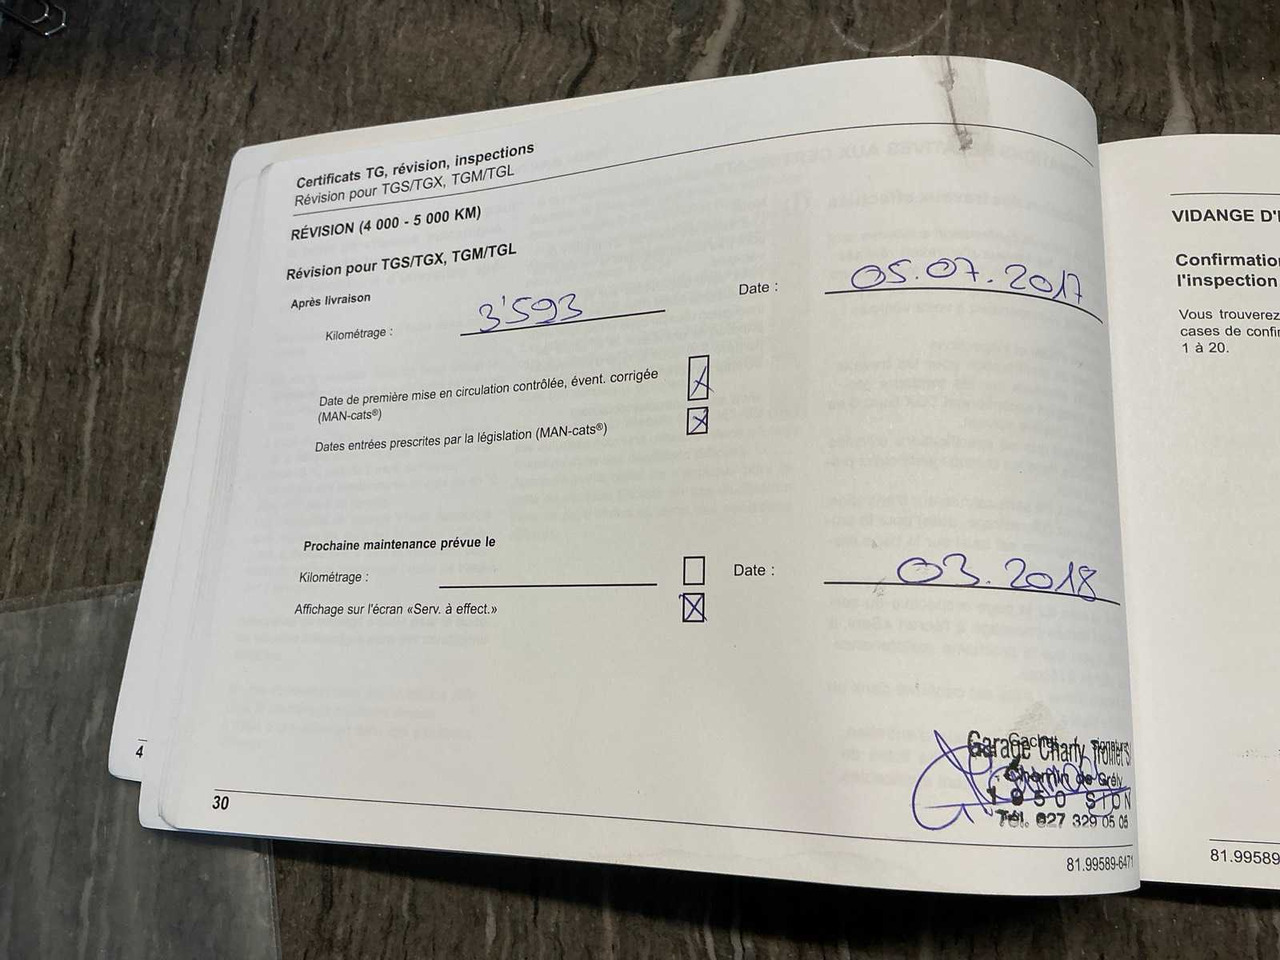 Certificats TG, révision, inspections
Révision pour TGS/TGX, TGM/TGL
RÉVISION (4 000 - 5 000 KM)
Révision pour TGS/TGX, TGM/TGL
Après livraison
Kilométrage : 3'593 Date : 05.07.2017
Date de première mise en circulation contrôlée, évent. corrigée
(MAN-cats®)
Dates entrées prescrites par la législation (MAN-cats®)
Prochaine maintenance prévue le
Kilométrage : Date : 03.2018
Affichage sur l'écran «Serv. à effect.»
Garage Charly
Chemin de Grély
1950 SION
Tél. 027 329 05 05
4
30
81.99589-6471
VIDANGE D'
Confirmation
l'inspection
Vous trouverez
cases de confir
1 à 20.
81.99589